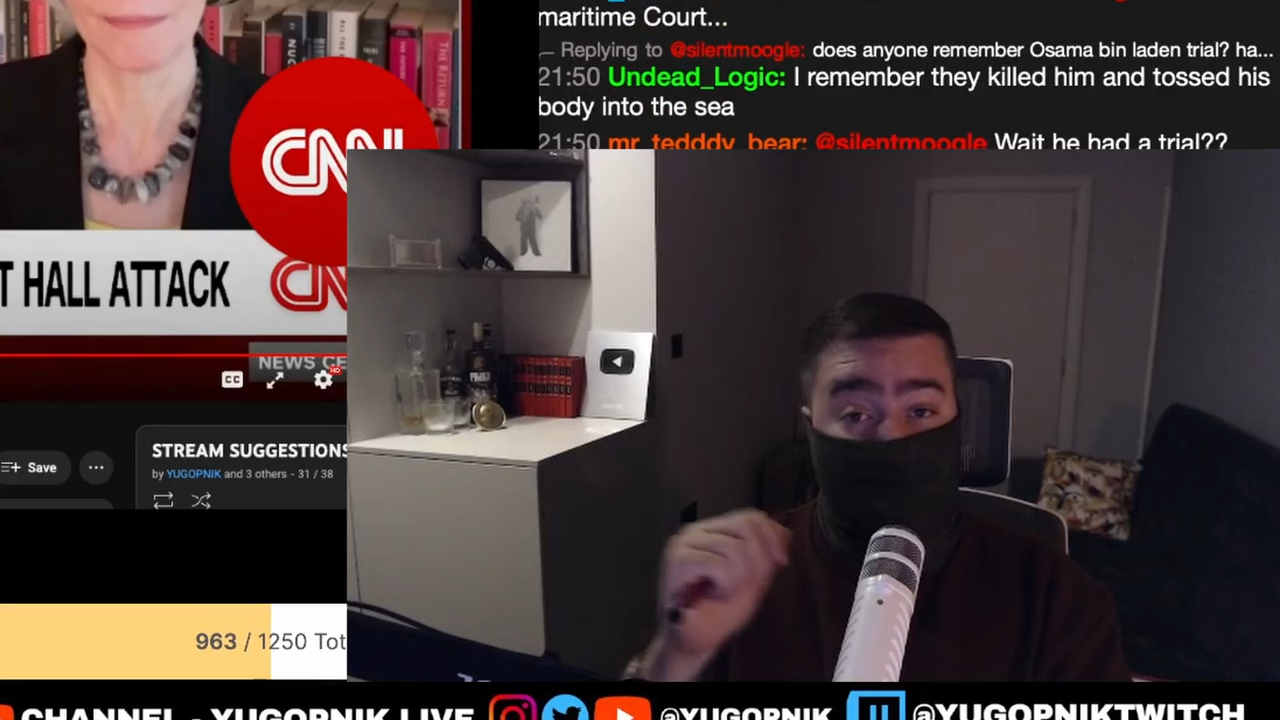 maritime Court...
Replying to @silentmoogle: does anyone remember Osama bin laden trial? ha...
21:50 Undead_Logic: I remember they killed him and tossed his
body into the sea
21:50 mr_tedddy_bear: @silentmoogle Wait he had a trial??
CNN
T HALL ATTACK
CN
NEWS CE
CC
HD
Save
STREAM SUGGESTIONS
by YUGOPNIK and 3 others - 31 / 38
963 / 1250 Tot
CHANNEL - YUGOPNIK LIVE @YUGOPNIK @YUGOPNIKTWITCH